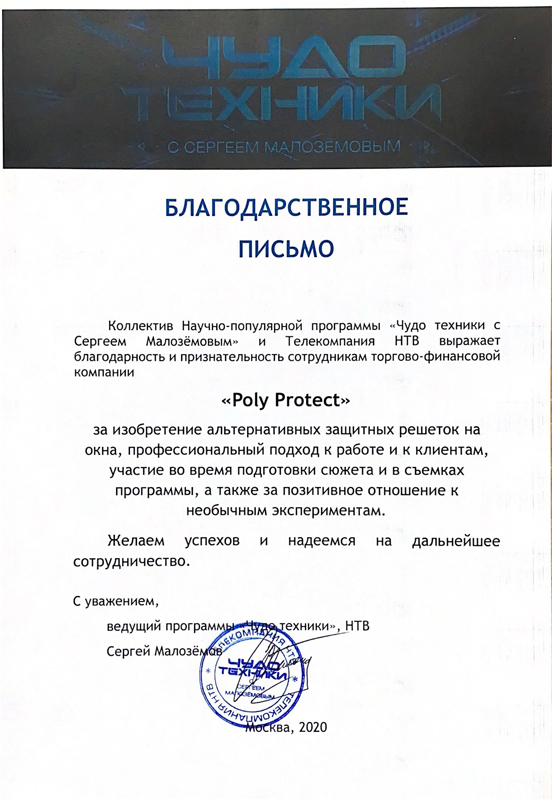 ЧУДО
ТЕХНИКИ
С СЕРГЕЕМ МАЛОЗЁМОВЫМ
БЛАГОДАРСТВЕННОЕ
ПИСЬМО
Коллектив Научно-популярной программы «Чудо техники с
Сергеем Малозёмовым» и Телекомпания НТВ выражает
благодарность и признательность сотрудникам торгово-финансовой
компании
«Poly Protect»
за изобретение альтернативных защитных решеток на
окна, профессиональный подход к работе и к клиентам,
участие во время подготовки сюжета и в съемках
программы, а также за позитивное отношение к
необычным экспериментам.
Желаем успехов и надеемся на дальнейшее
сотрудничество.
С уважением,
ведущий программы «Чудо техники», НТВ
Сергей Малозёмов
ТЕЛЕКОМПАНИЯ НТВ
ЧУДО
ТЕХНИКИ
С СЕРГЕЕМ
МАЛОЗЕМОВЫМ
ТЕЛЕКОМПАНИЯ НТВ
Москва, 2020